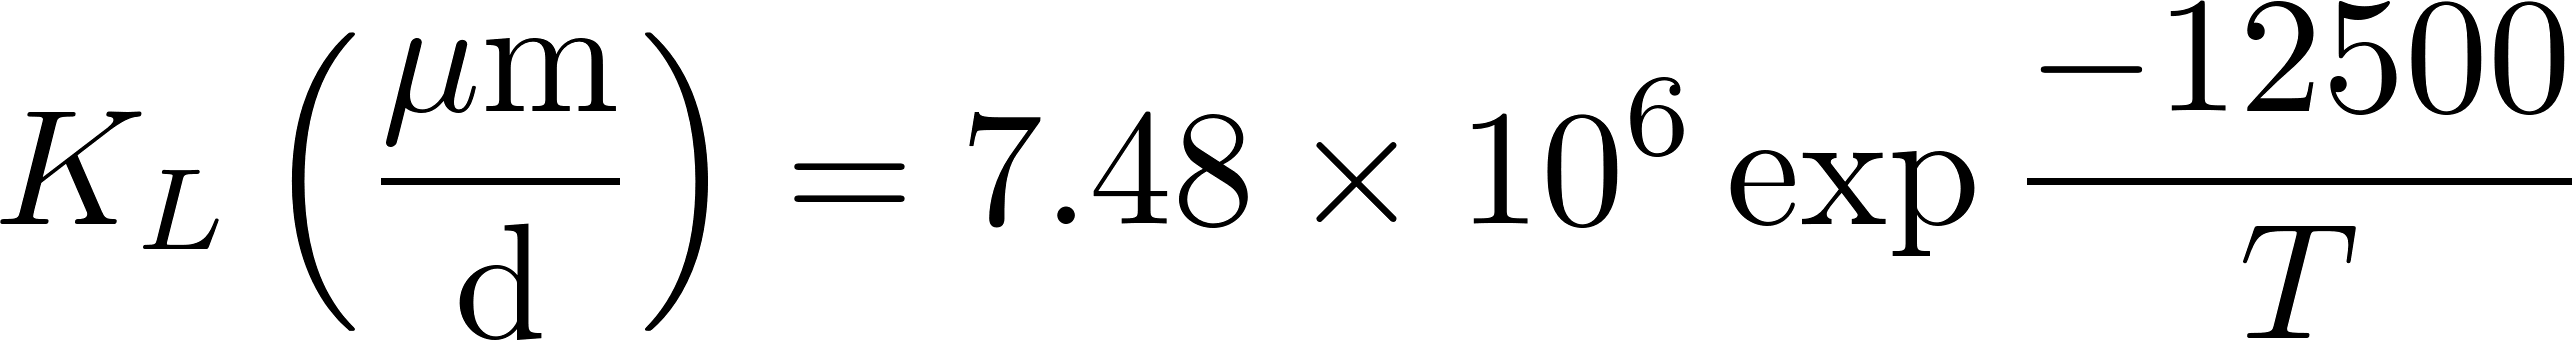 K_L (μm/d) = 7.48 × 10^6 exp −12500/T